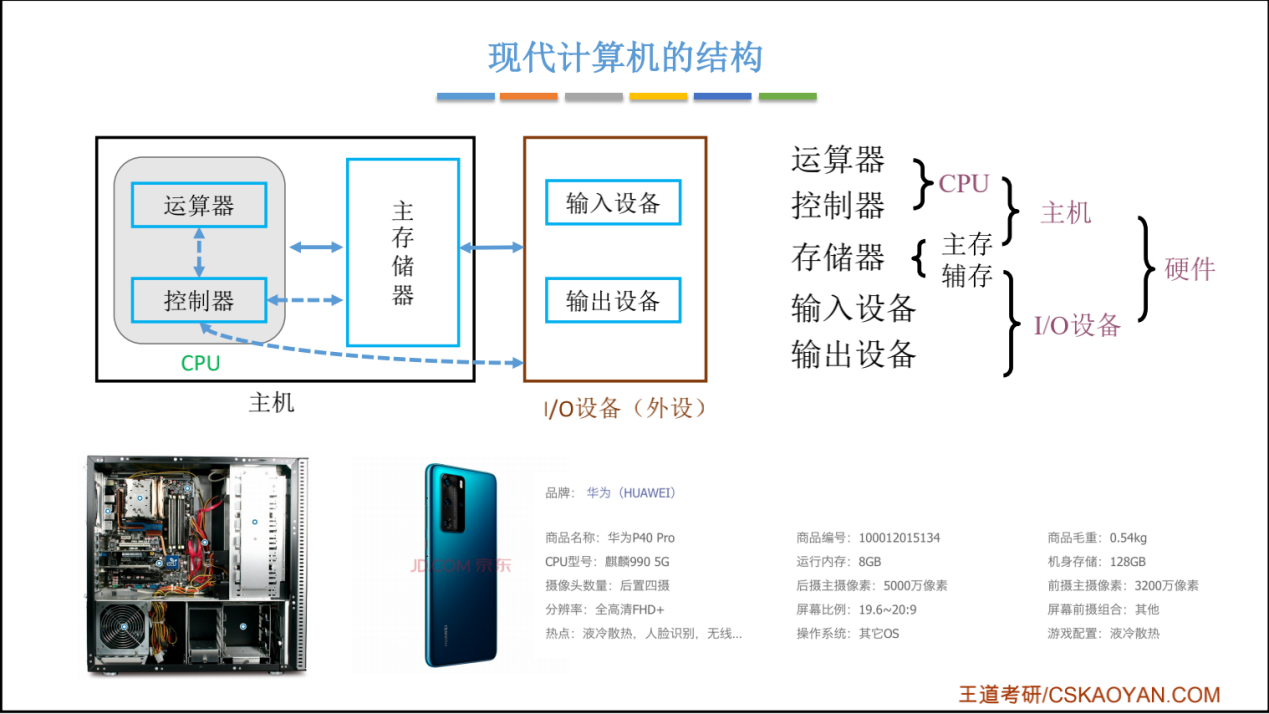 现代计算机的结构
运算器
控制器
CPU
主存储器
主机
输入设备
输出设备
I/O设备（外设）
运算器
控制器
CPU
存储器
主存
辅存
主机
输入设备
输出设备
I/O设备
硬件
JD.COM 京东
品牌： 华为（HUAWEI）
商品名称：华为P40 Pro 商品编号：100012015134 商品毛重：0.54kg
CPU型号：麒麟990 5G 运行内存：8GB 机身存储：128GB
摄像头数量：后置四摄 后摄主摄像素：5000万像素 前摄主摄像素：3200万像素
分辨率：全高清FHD+ 屏幕比例：19.6~20:9 屏幕前摄组合：其他
热点：液冷散热，人脸识别，无线... 操作系统：其它OS 游戏配置：液冷散热
王道考研/CSKAOYAN.COM